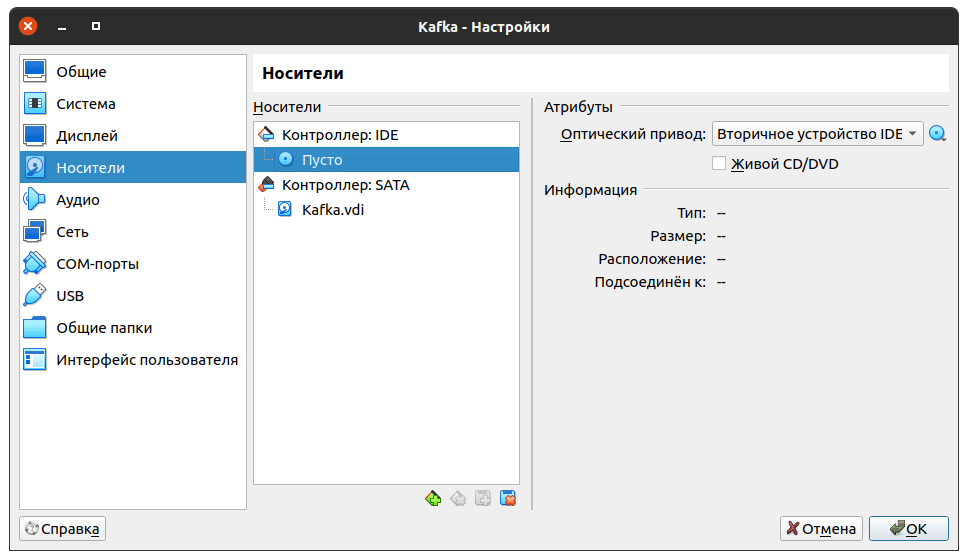 Kafka - Настройки
Общие
Система
Дисплей
Носители
Аудио
Сеть
COM-порты
USB
Общие папки
Интерфейс пользователя
Носители
Носители
Контроллер: IDE
Пусто
Контроллер: SATA
Kafka.vdi
Атрибуты
Оптический привод: Вторичное устройство IDE
Живой CD/DVD
Информация
Тип: --
Размер: --
Расположение: --
Подсоединён к: --
Справка
Отмена
OK